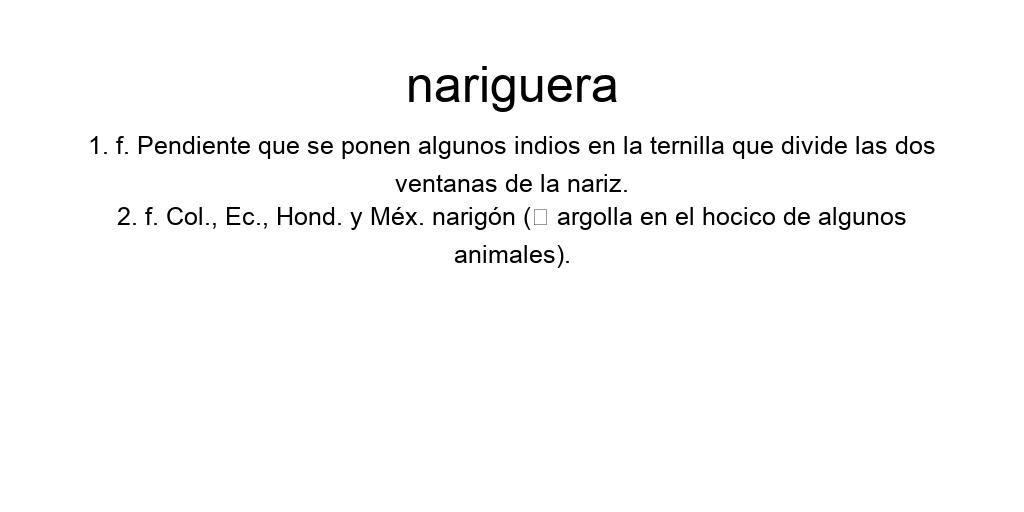 nariguera
1. f. Pendiente que se ponen algunos indios en la ternilla que divide las dos
ventanas de la nariz.
2. f. Col., Ec., Hond. y Méx. narigón (□ argolla en el hocico de algunos
animales).